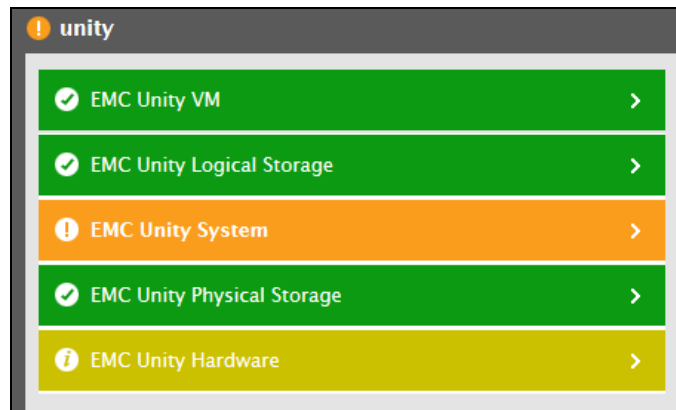 unity
EMC Unity VM
EMC Unity Logical Storage
EMC Unity System
EMC Unity Physical Storage
EMC Unity Hardware